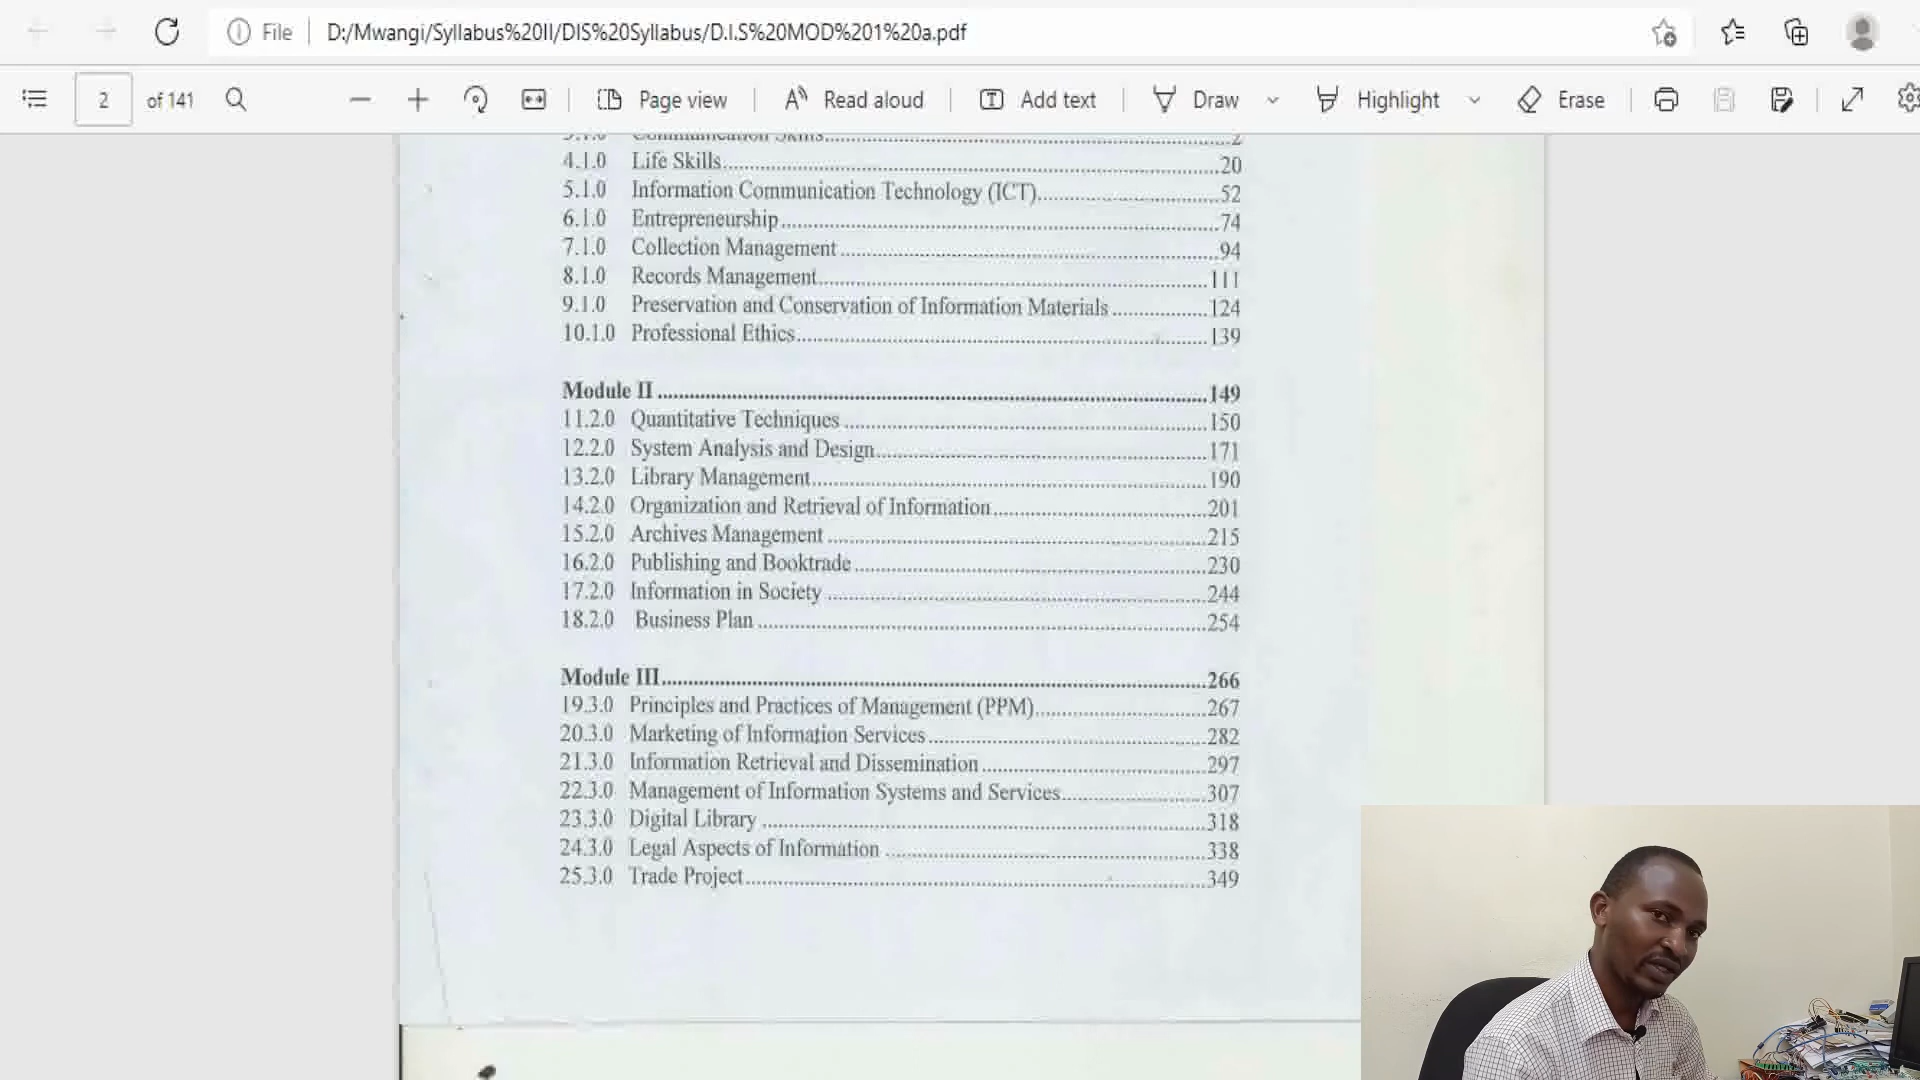 File D:/Mwangi/Syllabus%20II/DIS%20Syllabus/D.I.S%20MOD%201%20a.pdf
2 of 141 Page view Read aloud Add text Draw Highlight Erase
3.1.0 Communication Skills 2
4.1.0 Life Skills 20
5.1.0 Information Communication Technology (ICT) 52
6.1.0 Entrepreneurship 74
7.1.0 Collection Management 94
8.1.0 Records Management 111
9.1.0 Preservation and Conservation of Information Materials 124
10.1.0 Professional Ethics 139
Module II 149
11.2.0 Quantitative Techniques 150
12.2.0 System Analysis and Design 171
13.2.0 Library Management 190
14.2.0 Organization and Retrieval of Information 201
15.2.0 Archives Management 215
16.2.0 Publishing and Booktrade 230
17.2.0 Information in Society 244
18.2.0 Business Plan 254
Module III 266
19.3.0 Principles and Practices of Management (PPM) 267
20.3.0 Marketing of Information Services 282
21.3.0 Information Retrieval and Dissemination 297
22.3.0 Management of Information Systems and Services 307
23.3.0 Digital Library 318
24.3.0 Legal Aspects of Information 338
25.3.0 Trade Project 349